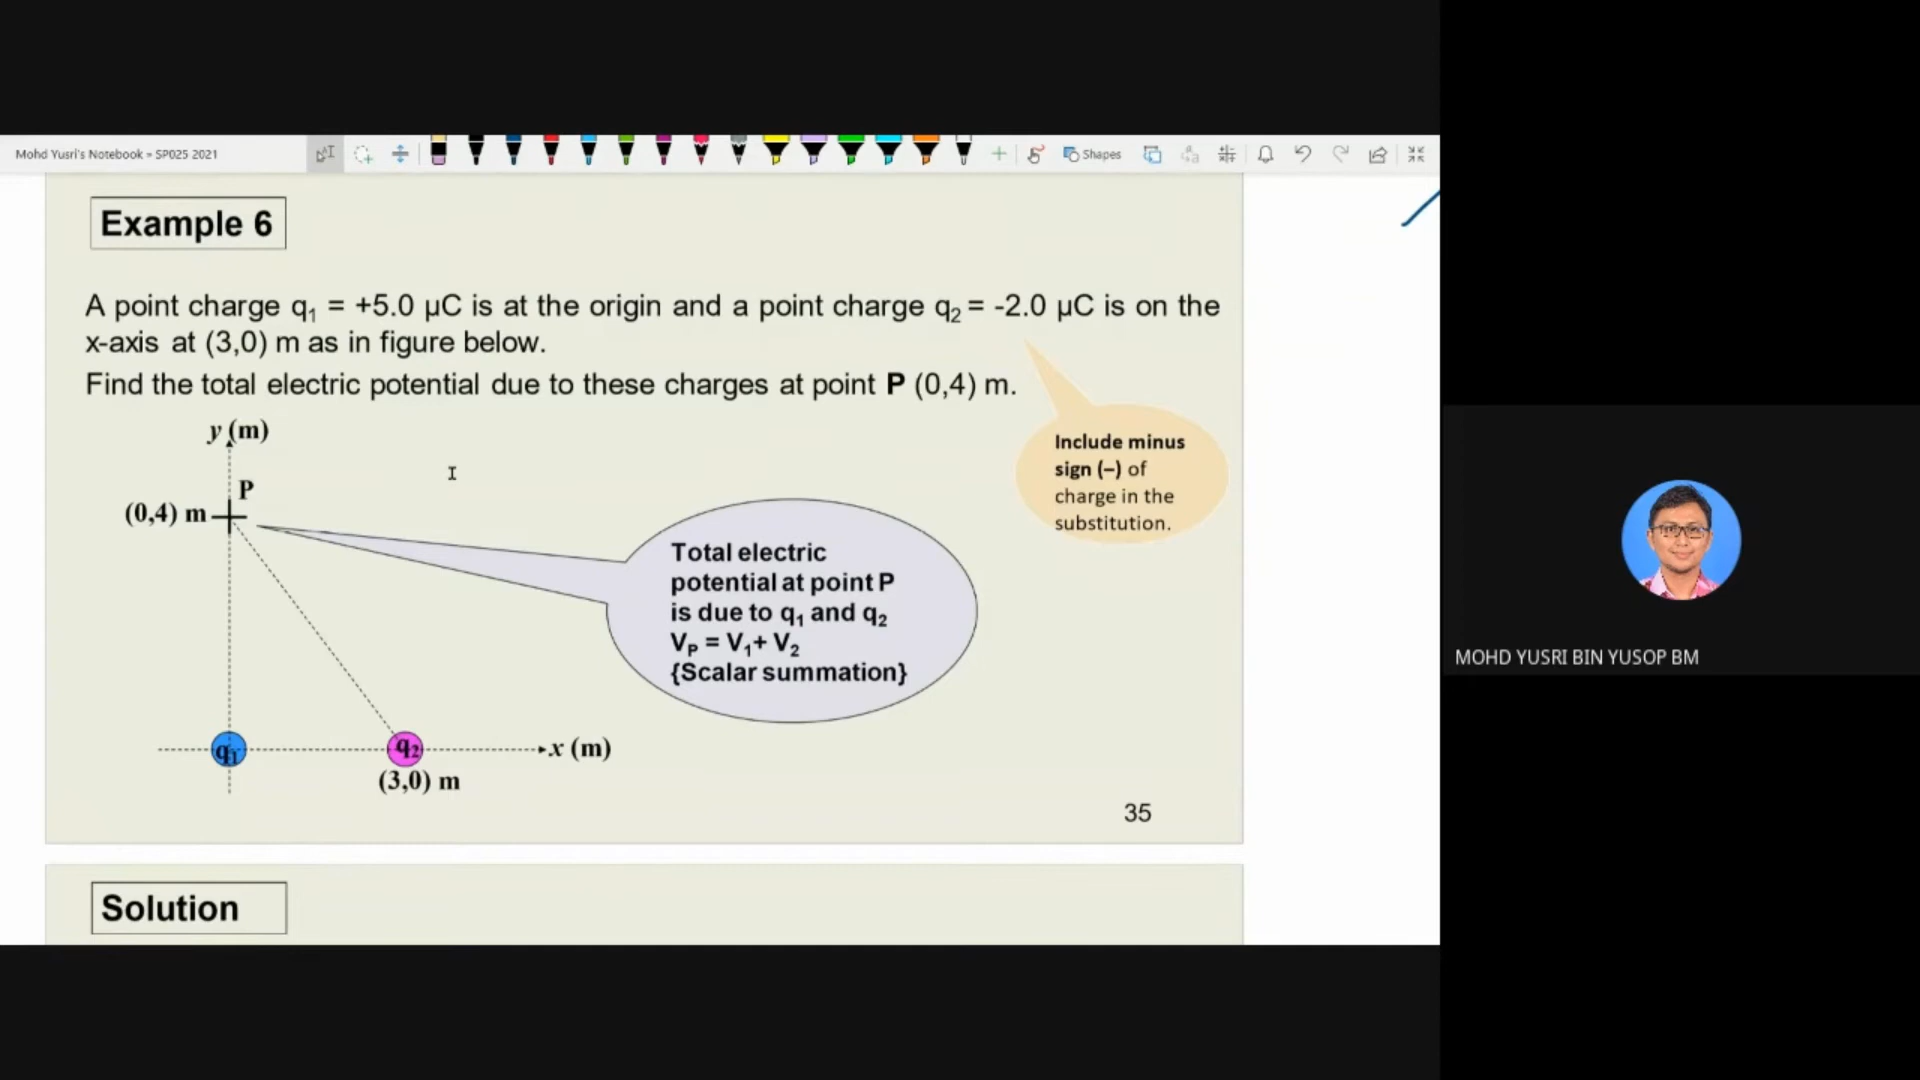 Mohd Yusri's Notebook » SP025 2021
Shapes
Example 6
A point charge q₁ = +5.0 µC is at the origin and a point charge q₂ = -2.0 µC is on the
x-axis at (3,0) m as in figure below.
Find the total electric potential due to these charges at point P (0,4) m.
y (m)
P
(0,4) m
Include minus
sign (–) of
charge in the
substitution.
Total electric
potential at point P
is due to q₁ and q₂
V_P = V₁+ V₂
{Scalar summation}
q₁
q₂
x (m)
(3,0) m
35
Solution
MOHD YUSRI BIN YUSOP BM